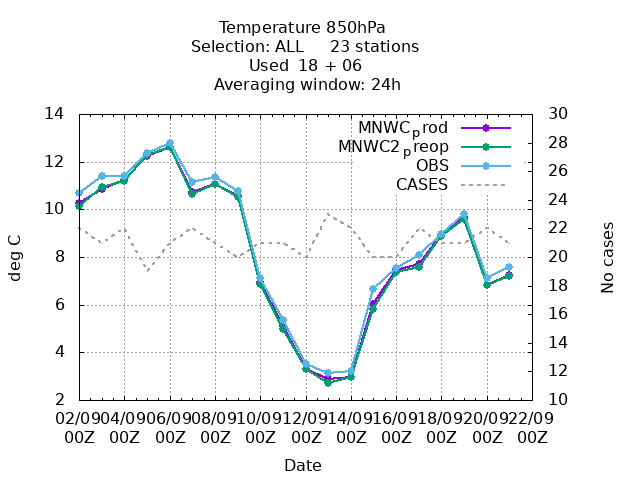 Temperature 850hPa
Selection: ALL     23 stations
Used  18 + 06
Averaging window: 24h
14
12
10
8
6
4
2
deg C
30
28
26
24
22
20
18
16
14
12
10
No cases
MNWCprod
MNWC2preop
OBS
CASES
02/09 04/09 06/09 08/09 10/09 12/09 14/09 16/09 18/09 20/09 22/09
00Z 00Z 00Z 00Z 00Z 00Z 00Z 00Z 00Z 00Z 00Z
Date